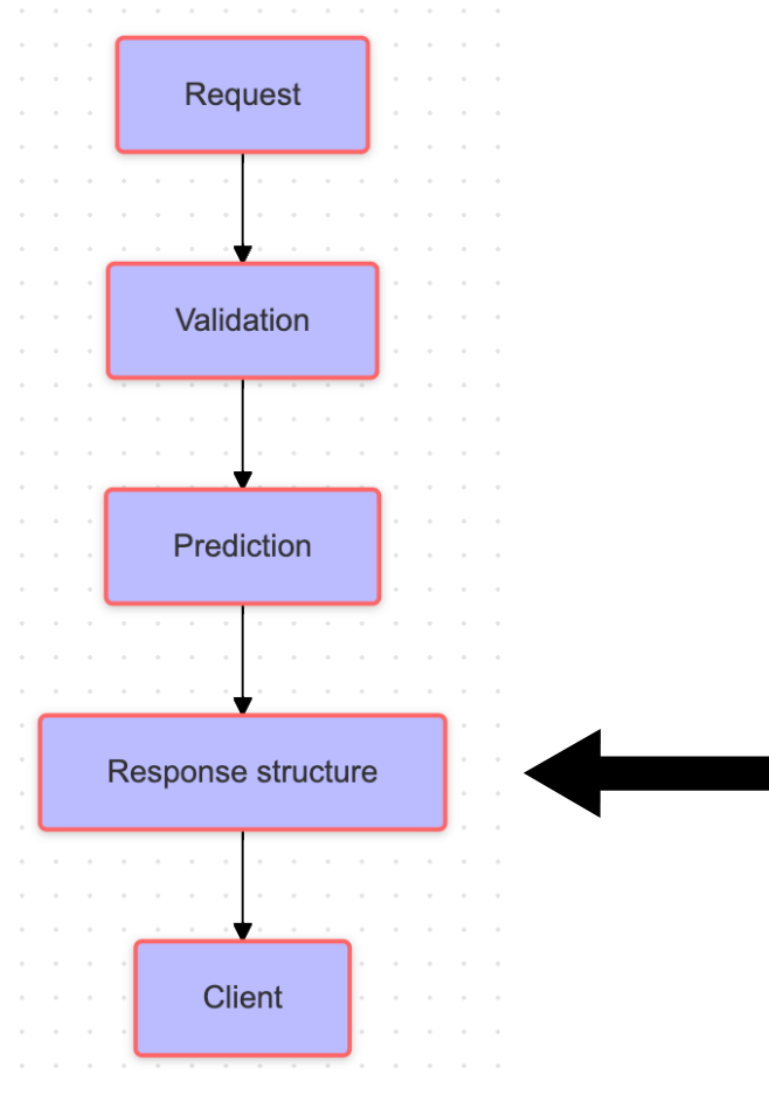 Request
Validation
Prediction
Response structure
Client